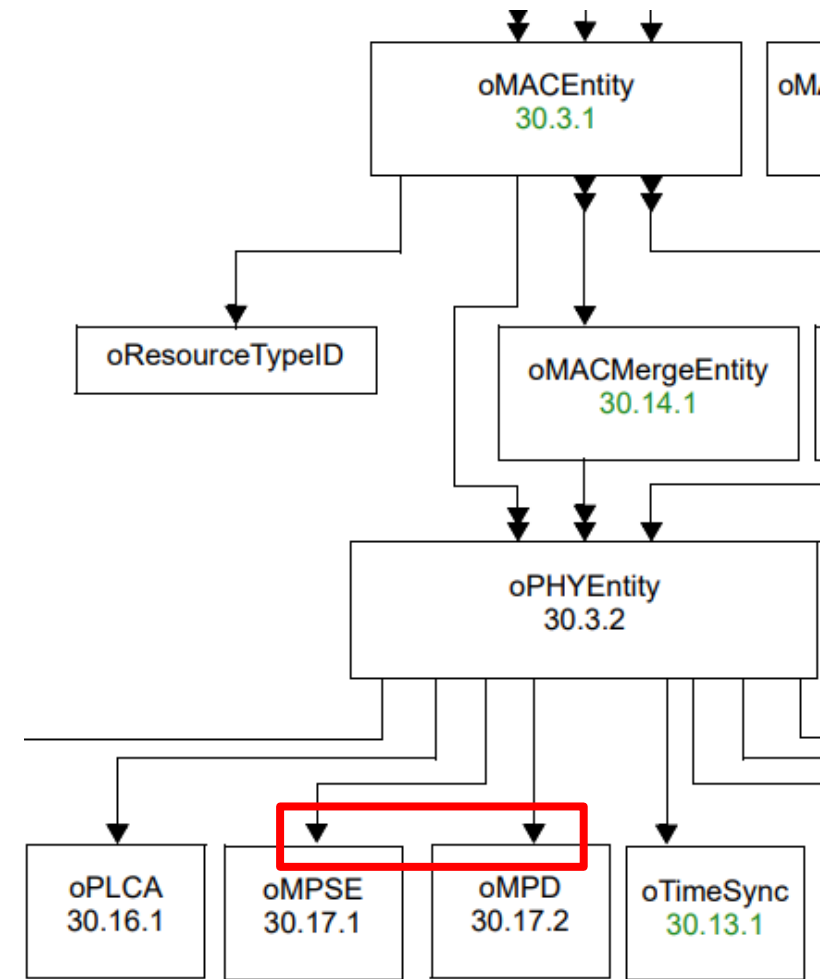 oMACEntity
30.3.1
oMA
oResourceTypeID
oMACMergeEntity
30.14.1
oPHYEntity
30.3.2
oPLCA
30.16.1
oMPSE
30.17.1
oMPD
30.17.2
oTimeSync
30.13.1